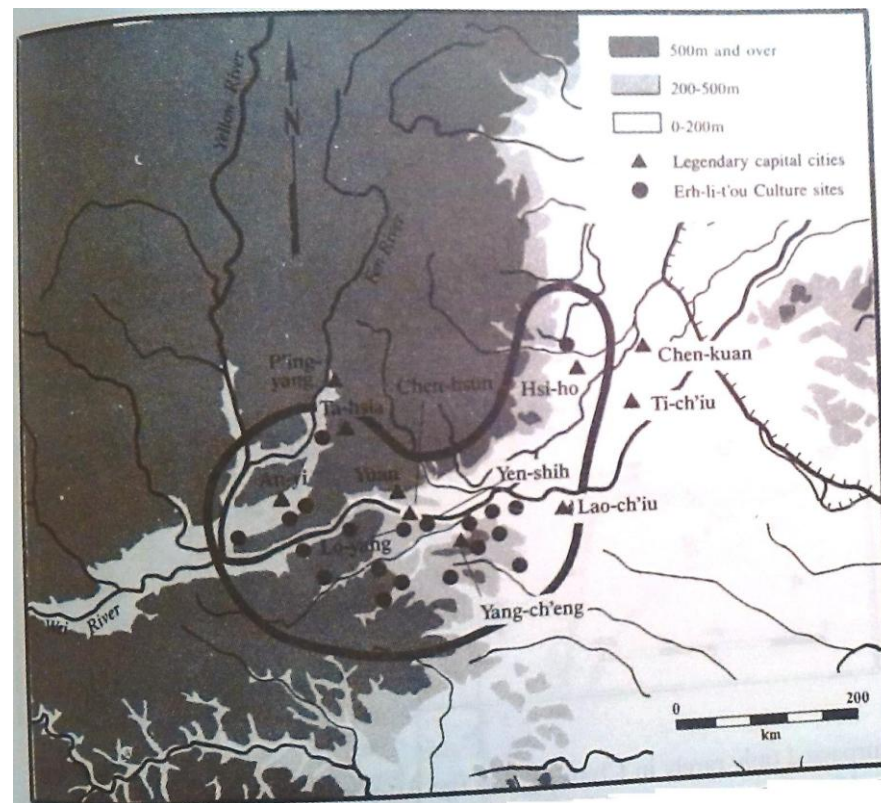 500m and over
200-500m
0-200m
Legendary capital cities
Erh-li-t'ou Culture sites
Yellow River
N
Fen River
P'ing-
yang
Ta-hsia
Chen-hsun
Hsi-ho
Chen-kuan
Ti-ch'iu
An-yi
Yuan
Yen-shih
Lao-ch'iu
Lo-yang
Yang-ch'eng
Wei River
0 200
km